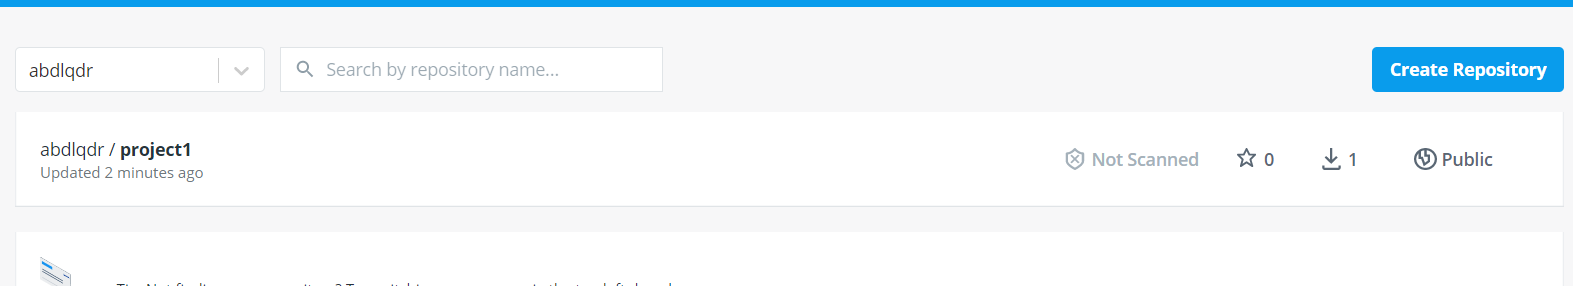 abdlqdr
Search by repository name...
Create Repository
abdlqdr / project1
Updated 2 minutes ago
Not Scanned
0
1
Public